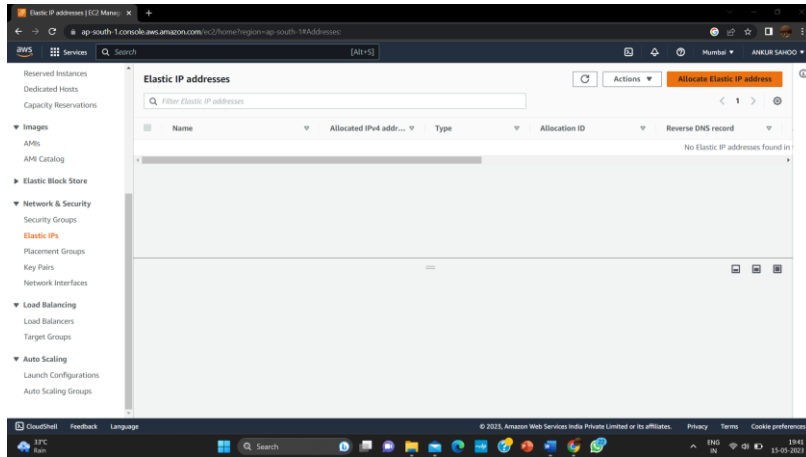 Elastic IP addresses | EC2 Manag
ap-south-1.console.aws.amazon.com/ec2/home?region=ap-south-1#Addresses:
aws Services Search [Alt+S] Mumbai ▼ ANKUR SAHOO ▼
Reserved Instances
Dedicated Hosts
Capacity Reservations
Images
AMIs
AMI Catalog
Elastic Block Store
Network & Security
Security Groups
Elastic IPs
Placement Groups
Key Pairs
Network Interfaces
Load Balancing
Load Balancers
Target Groups
Auto Scaling
Launch Configurations
Auto Scaling Groups
Elastic IP addresses
Actions ▼ Allocate Elastic IP address
Filter Elastic IP addresses
1
Name Allocated IPv4 addr... Type Allocation ID Reverse DNS record
No Elastic IP addresses found in
CloudShell Feedback Language © 2023, Amazon Web Services India Private Limited or its affiliates. Privacy Terms Cookie preferences
33°C
Rain
Search
ENG
IN
19:41
15-05-2023